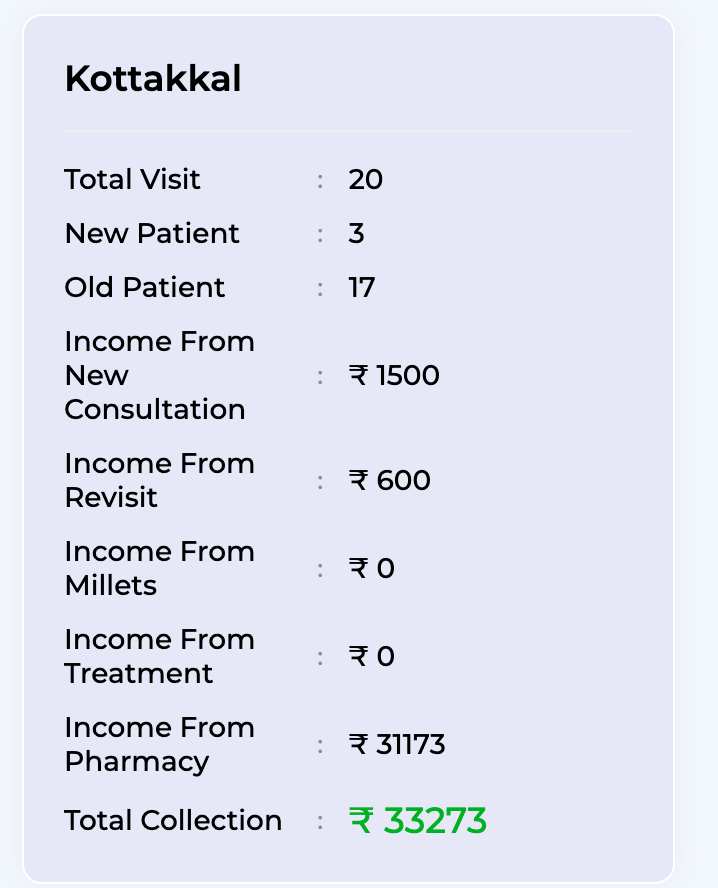 Kottakkal
Total Visit : 20
New Patient : 3
Old Patient : 17
Income From
New : ₹ 1500
Consultation
Income From
Revisit : ₹ 600
Income From
Millets : ₹ 0
Income From
Treatment : ₹ 0
Income From
Pharmacy : ₹ 31173
Total Collection : ₹ 33273